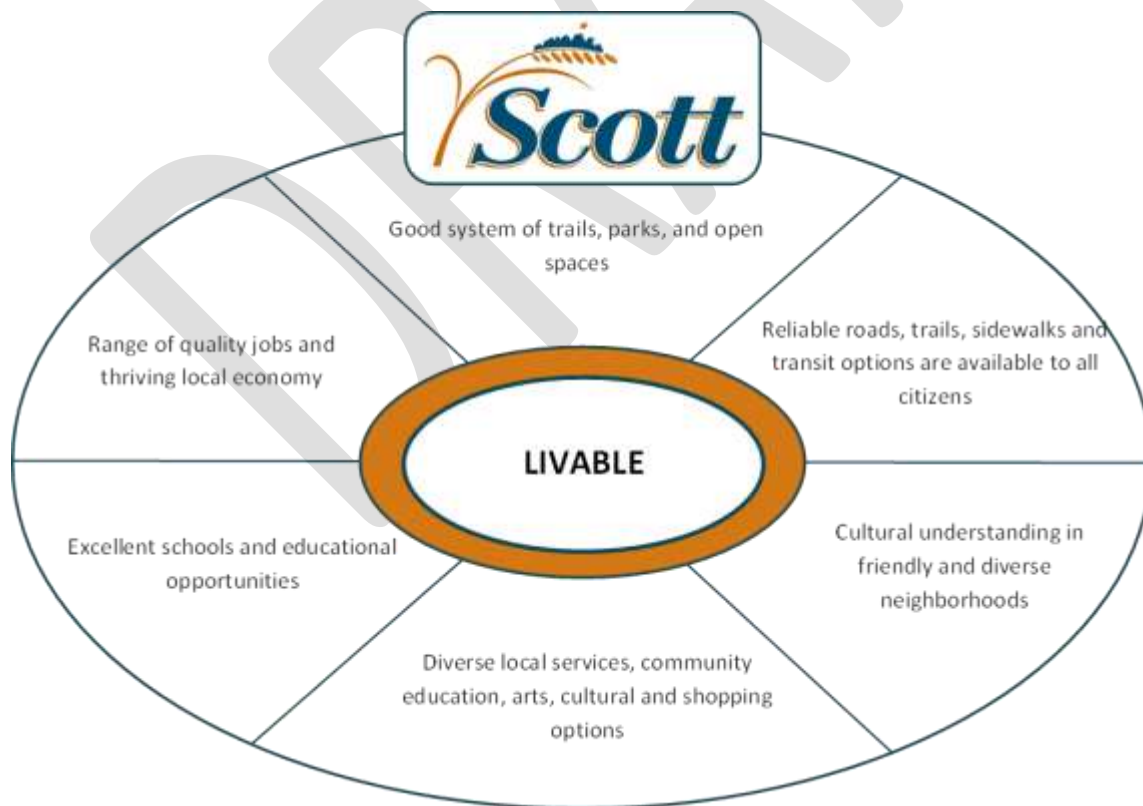 Scott
Good system of trails, parks, and open
spaces
Reliable roads, trails, sidewalks and
transit options are available to all
citizens
Cultural understanding in
friendly and diverse
neighborhoods
Diverse local services, community
education, arts, cultural and shopping
options
Excellent schools and educational
opportunities
Range of quality jobs and
thriving local economy
LIVABLE